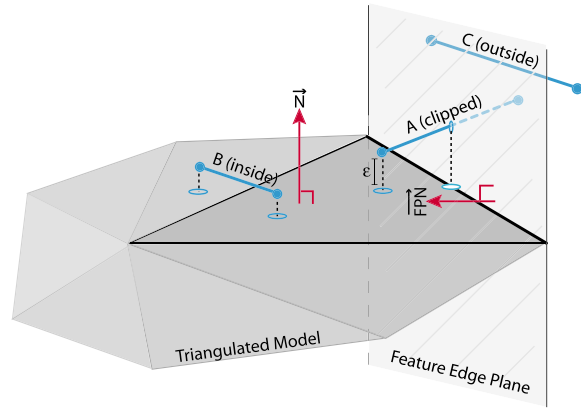 C (outside)
N
A (clipped)
B (inside)
ε
FPN
Triangulated Model
Feature Edge Plane